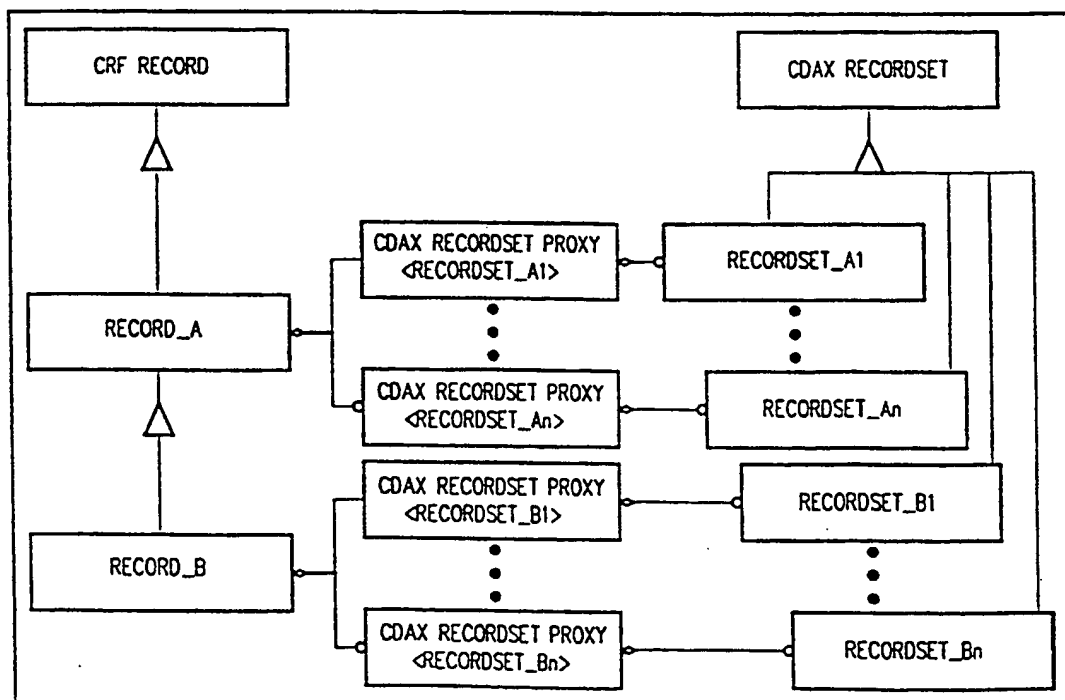 CRF RECORD
CDAX RECORDSET
CDAX RECORDSET PROXY
<RECORDSET_A1>
RECORDSET_A1
RECORD_A
CDAX RECORDSET PROXY
<RECORDSET_An>
RECORDSET_An
CDAX RECORDSET PROXY
<RECORDSET_B1>
RECORDSET_B1
RECORD_B
CDAX RECORDSET PROXY
<RECORDSET_Bn>
RECORDSET_Bn